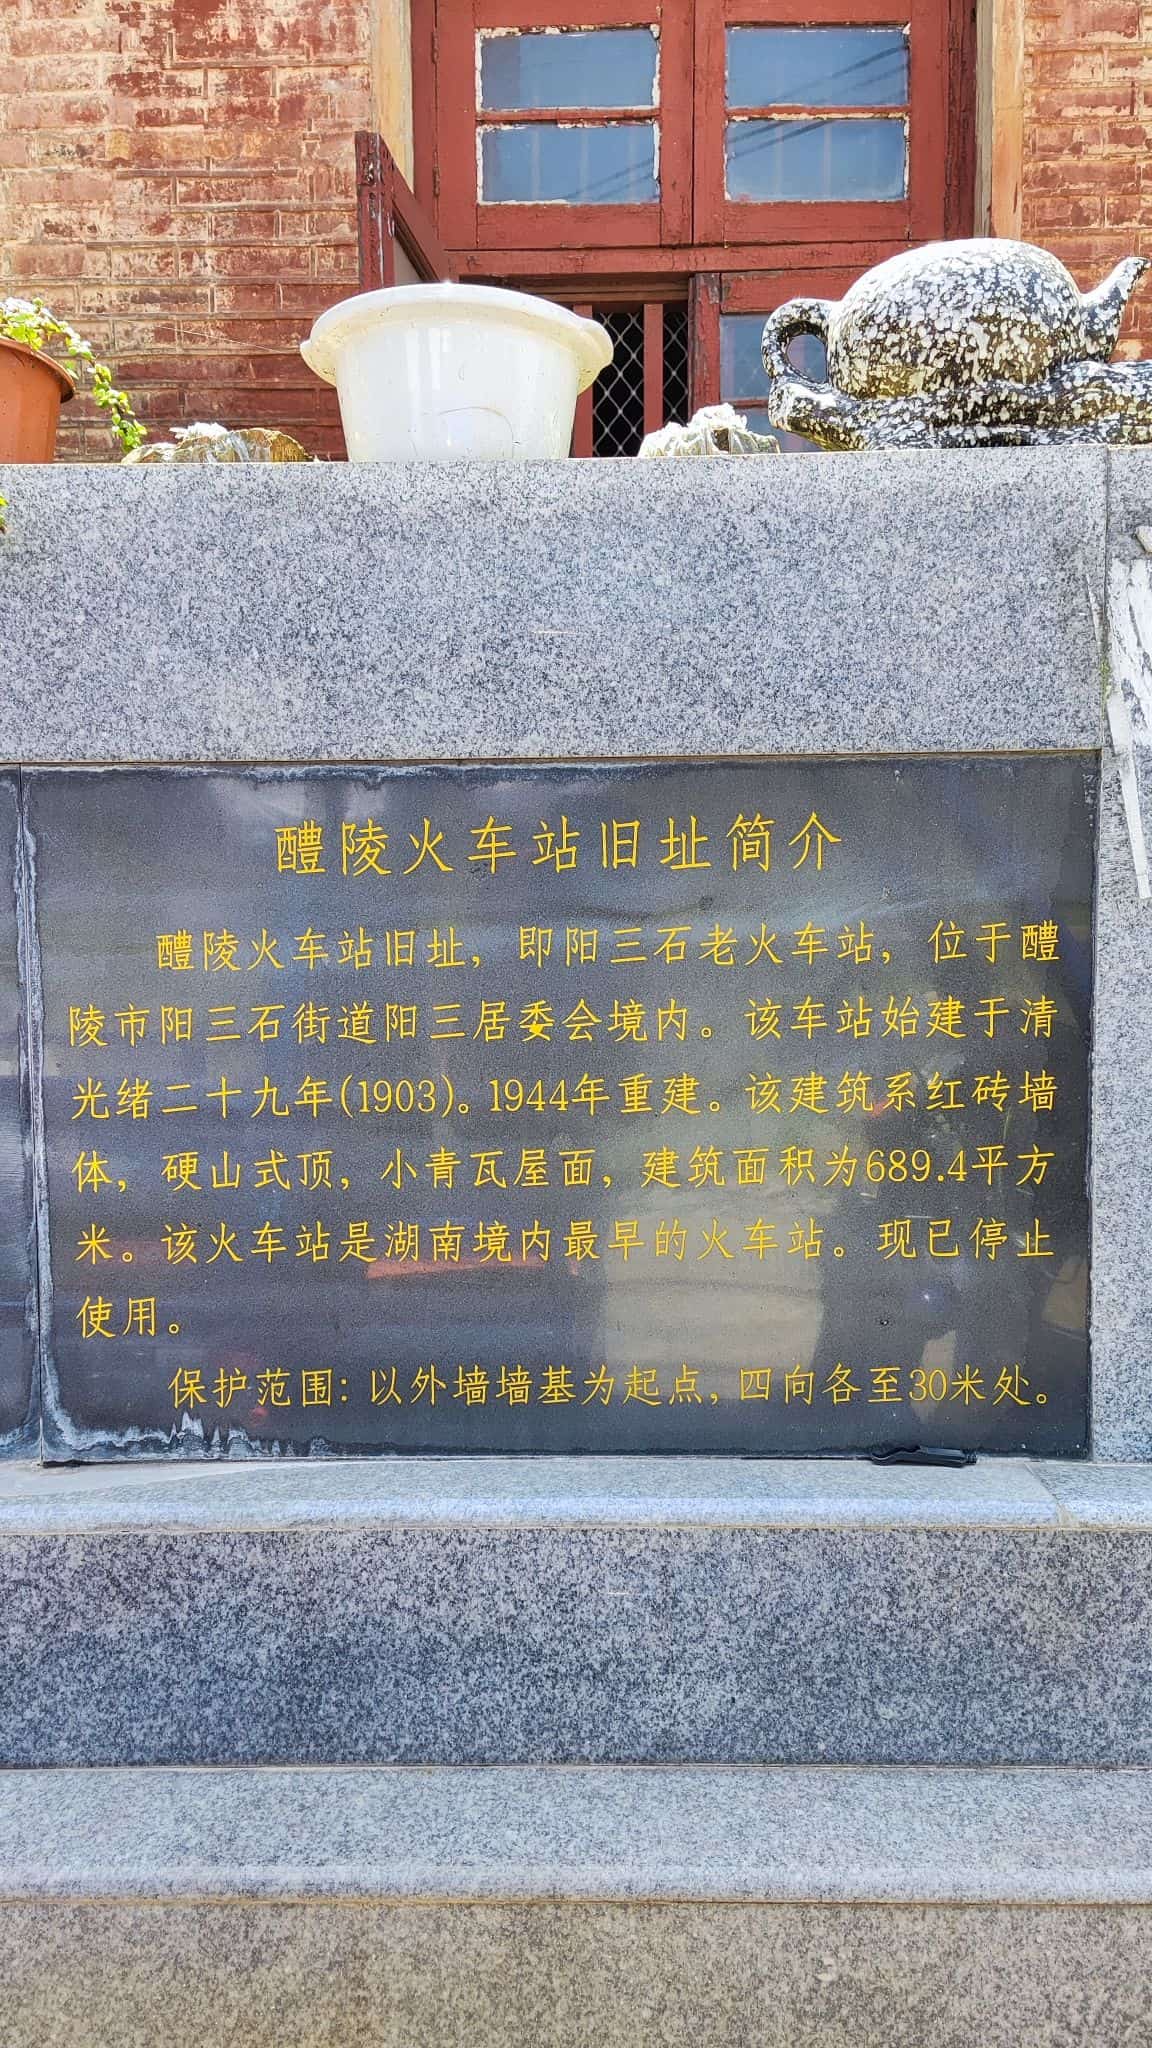 醴陵火车站旧址简介
醴陵火车站旧址，即阳三石老火车站，位于醴
陵市阳三石街道阳三居委会境内。该车站始建于清
光绪二十九年(1903)。1944年重建。该建筑系红砖墙
体，硬山式顶，小青瓦屋面，建筑面积为689.4平方
米。该火车站是湖南境内最早的火车站。现已停止
使用。
保护范围：以外墙墙基为起点，四向各至30米处。